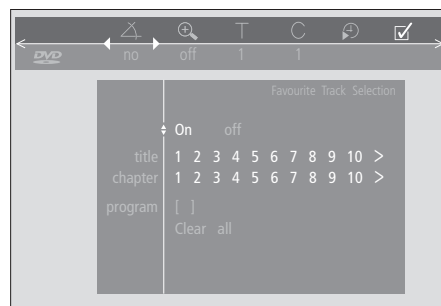 T C
DVD no off 1 1
Favourite Track Selection
On off
title 1 2 3 4 5 6 7 8 9 10 >
chapter 1 2 3 4 5 6 7 8 9 10 >
program [ ]
Clear all